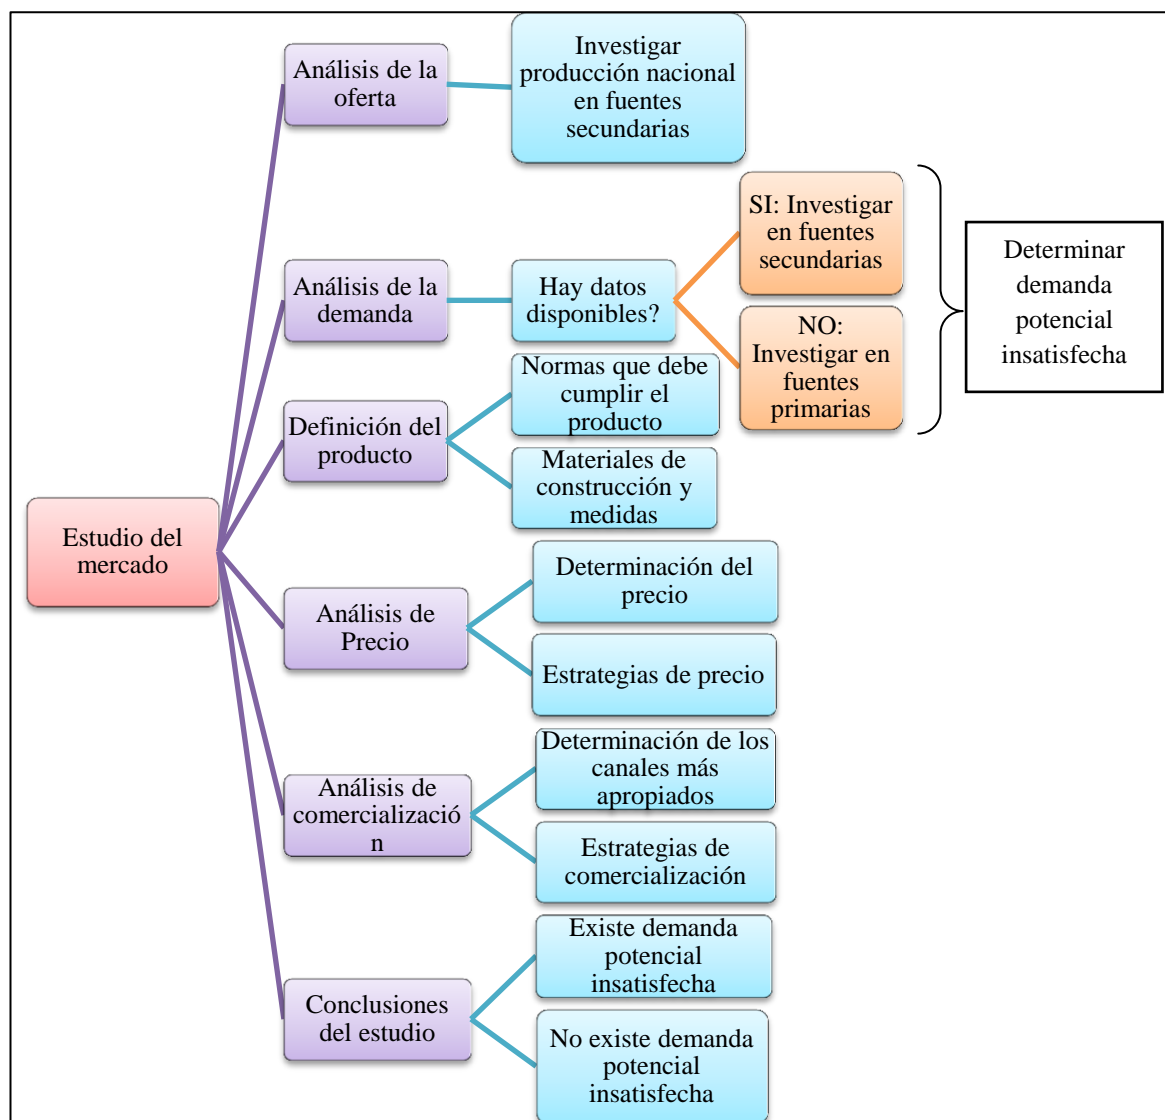 Estudio del
mercado
Análisis de la
oferta
Investigar
producción nacional
en fuentes
secundarias
Análisis de la
demanda
Hay datos
disponibles?
SI: Investigar
en fuentes
secundarias
NO:
Investigar en
fuentes
primarias
Determinar
demanda
potencial
insatisfecha
Definición del
producto
Normas que debe
cumplir el
producto
Materiales de
construcción y
medidas
Análisis de
Precio
Determinación del
precio
Estrategias de precio
Análisis de
comercializació
n
Determinación de los
canales más
apropiados
Estrategias de
comercialización
Conclusiones
del estudio
Existe demanda
potencial
insatisfecha
No existe demanda
potencial
insatisfecha